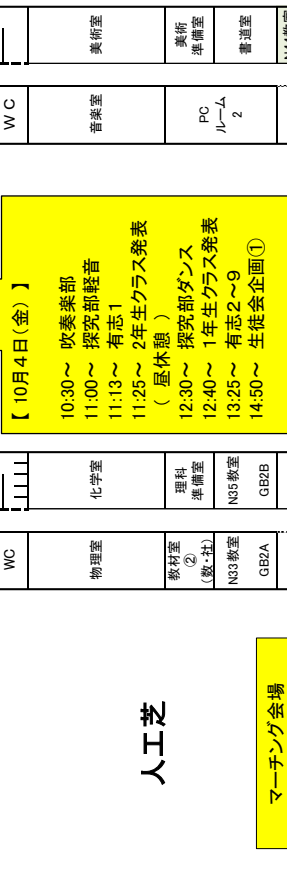 WC
美術室
美術
準備室
書道室
WC
音楽室
PC
ルーム
2
【 10月4日(金) 】
10:30～ 吹奏楽部
11:00～ 探究部軽音
11:13～ 有志1
11:25～ 2年生クラス発表
( 昼休憩 )
12:30～ 探究部ダンス
12:40～ 1年生クラス発表
13:25～ 有志2～9
14:50～ 生徒会企画①
化学室
理科
準備室
N35教室
GB2B
WC
物理室
教材室
②
(数・社)
N33教室
GB2A
人工芝
マーチング会場